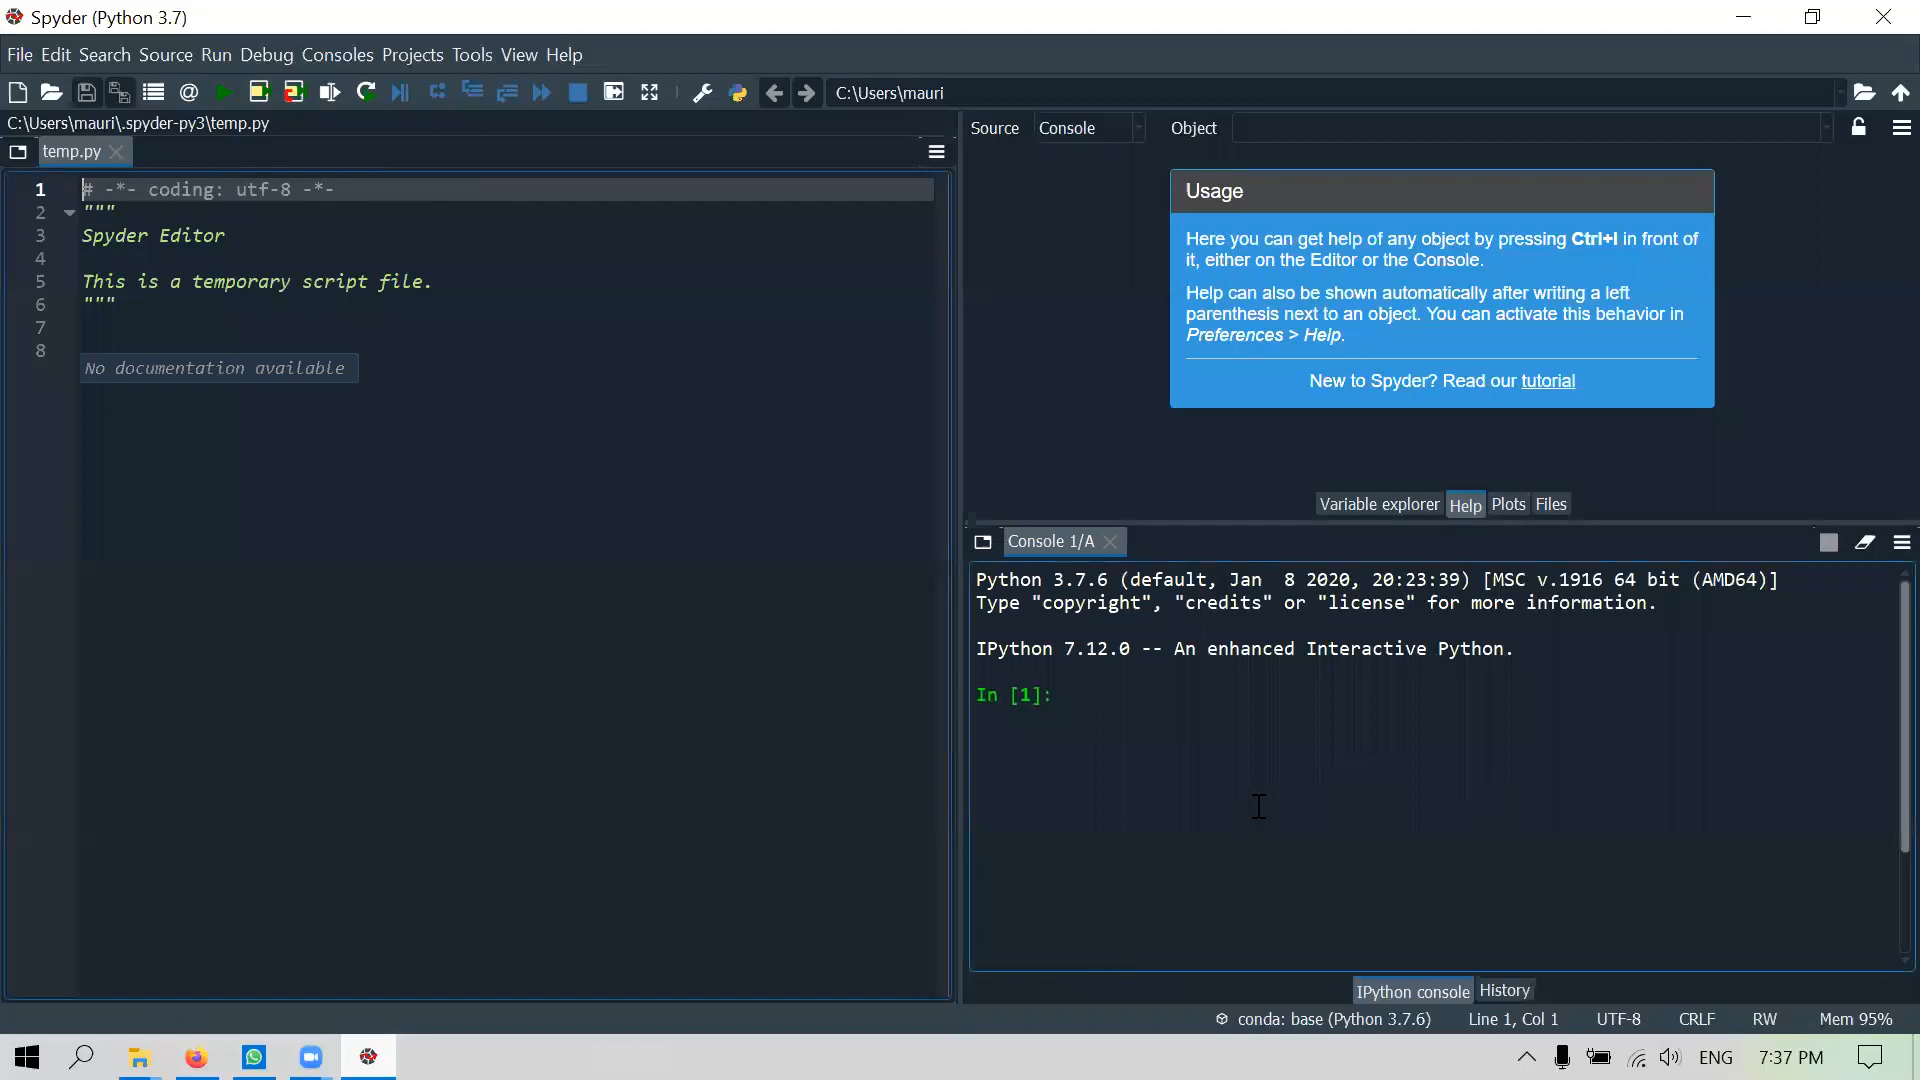 Spyder (Python 3.7)
File Edit Search Source Run Debug Consoles Projects Tools View Help
C:\Users\mauri
C:\Users\mauri\.spyder-py3\temp.py
temp.py
1 # -*- coding: utf-8 -*-
2 """
3 Spyder Editor
4
5 This is a temporary script file.
6 """
7
8
No documentation available
Source Console Object
Usage
Here you can get help of any object by pressing Ctrl+I in front of
it, either on the Editor or the Console.
Help can also be shown automatically after writing a left
parenthesis next to an object. You can activate this behavior in
Preferences > Help.
New to Spyder? Read our tutorial
Variable explorer Help Plots Files
Console 1/A
Python 3.7.6 (default, Jan  8 2020, 20:23:39) [MSC v.1916 64 bit (AMD64)]
Type "copyright", "credits" or "license" for more information.
IPython 7.12.0 -- An enhanced Interactive Python.
In [1]:
IPython console History
conda: base (Python 3.7.6) Line 1, Col 1 UTF-8 CRLF RW Mem 95%
ENG 7:37 PM